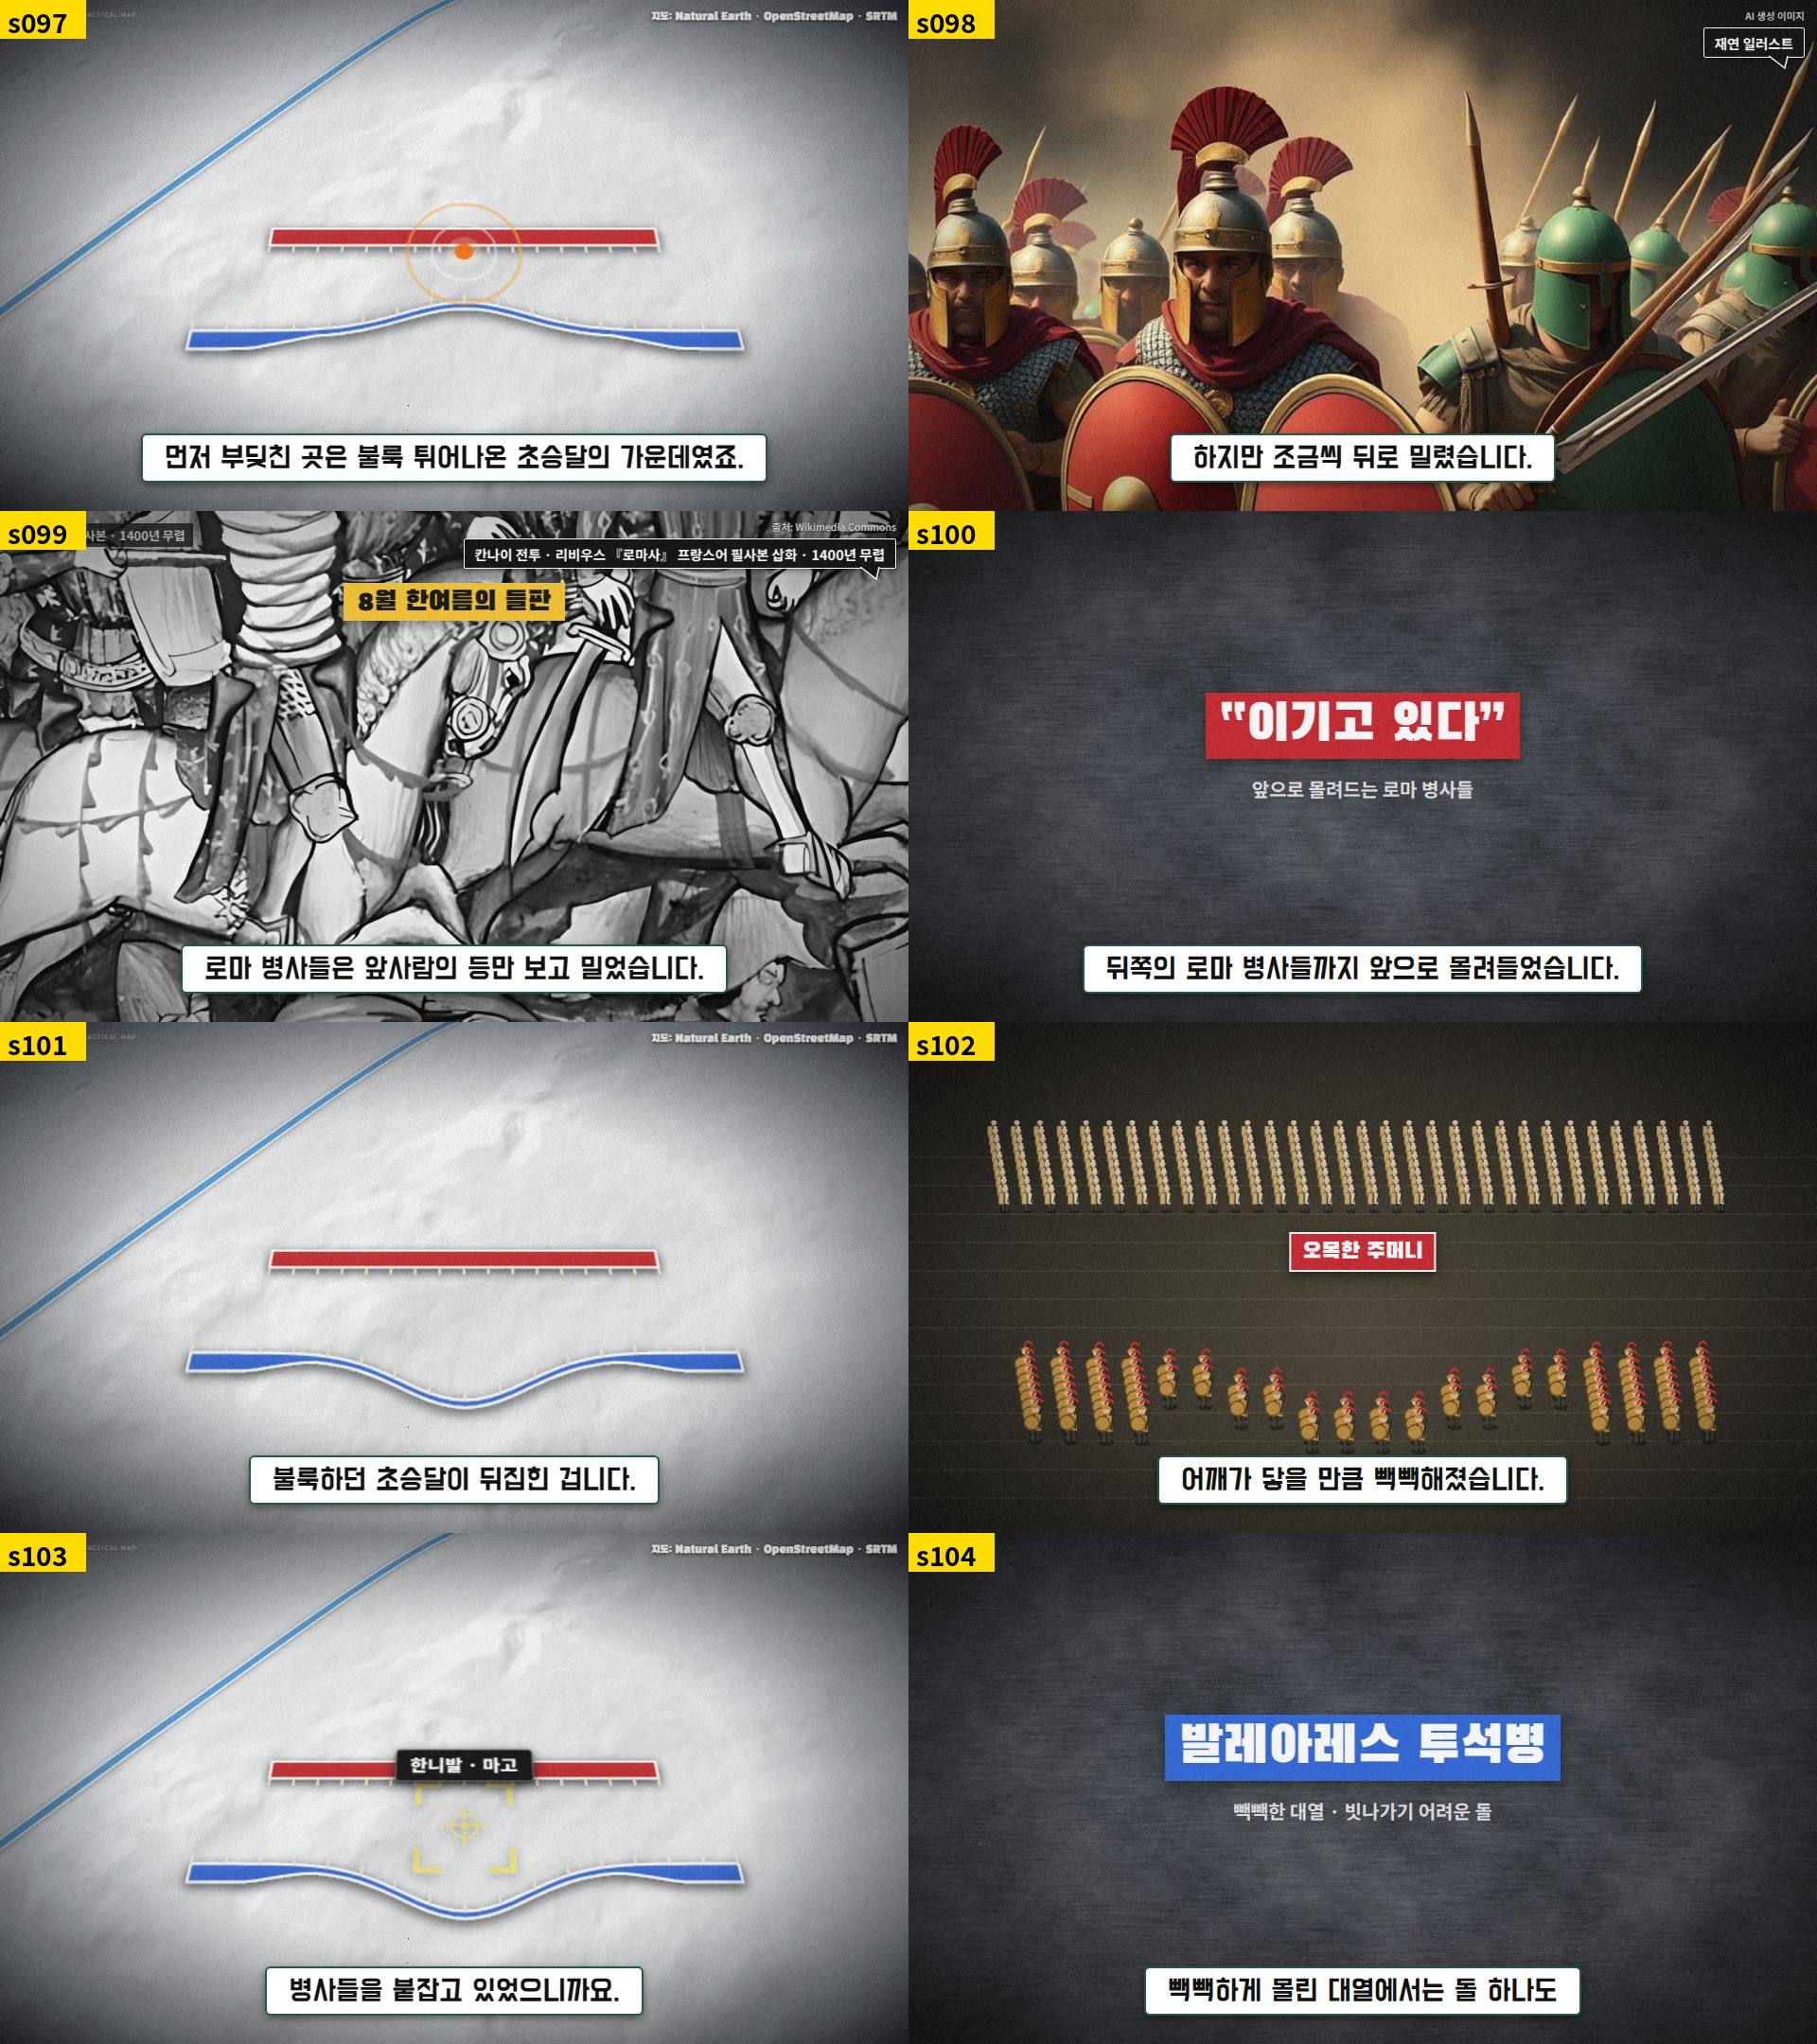 s097
ACTICAL MAP
지도: Natural Earth · OpenStreetMap · SRTM
먼저 부딪친 곳은 불룩 튀어나온 초승달의 가운데였죠.
s098
AI 생성 이미지
재연 일러스트
하지만 조금씩 뒤로 밀렸습니다.
s099
사본 · 1400년 무렵
출처: Wikimedia Commons
칸나이 전투 · 리비우스 『로마사』 프랑스어 필사본 삽화 · 1400년 무렵
8월 한여름의 들판
로마 병사들은 앞사람의 등만 보고 밀었습니다.
s100
“이기고 있다”
앞으로 몰려드는 로마 병사들
뒤쪽의 로마 병사들까지 앞으로 몰려들었습니다.
s101
ACTICAL MAP
지도: Natural Earth · OpenStreetMap · SRTM
불룩하던 초승달이 뒤집힌 겁니다.
s102
오목한 주머니
어깨가 닿을 만큼 빽빽해졌습니다.
s103
ACTICAL MAP
지도: Natural Earth · OpenStreetMap · SRTM
한니발 · 마고
병사들을 붙잡고 있었으니까요.
s104
발레아레스 투석병
빽빽한 대열 · 빗나가기 어려운 돌
빽빽하게 몰린 대열에서는 돌 하나도